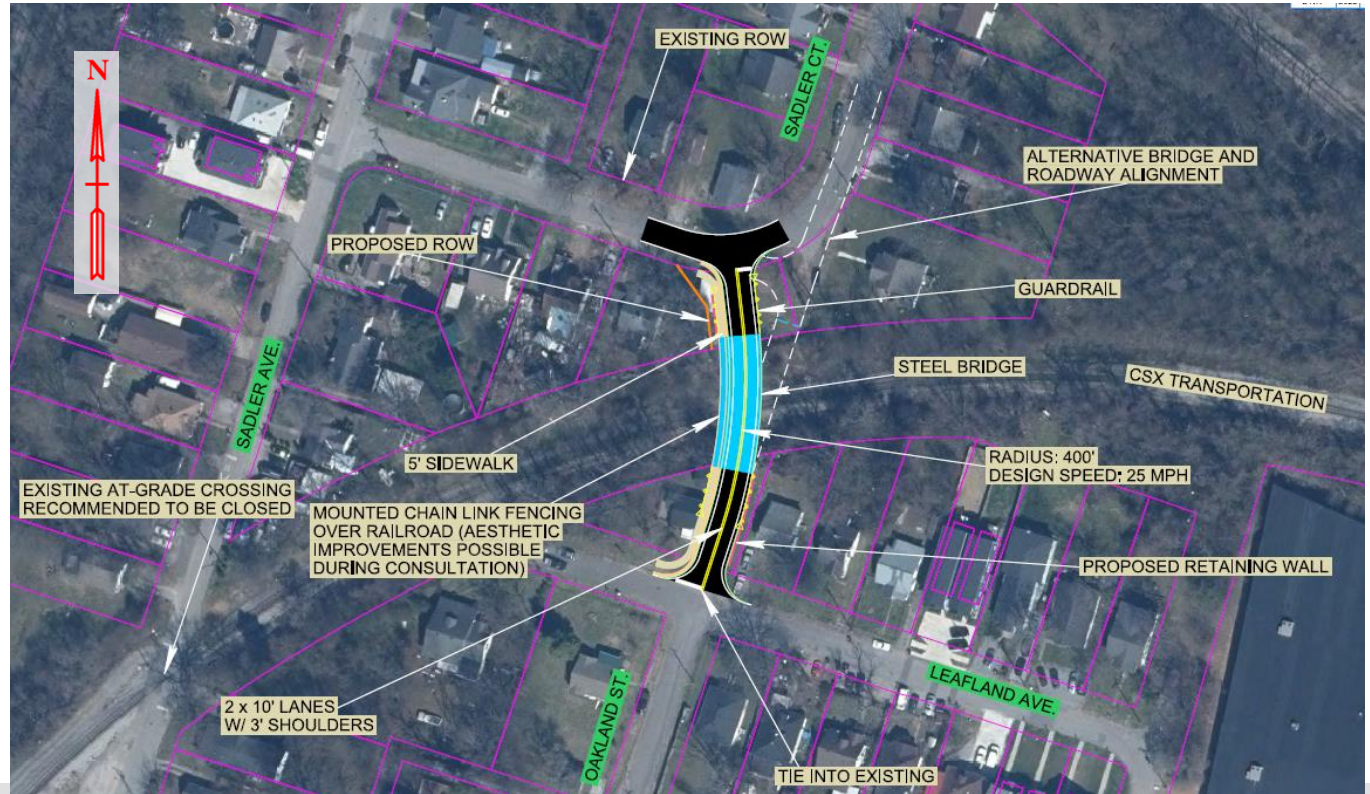 EXISTING ROW
SADLER CT.
N
ALTERNATIVE BRIDGE AND
ROADWAY ALIGNMENT
PROPOSED ROW
GUARDRAIL
STEEL BRIDGE
CSX TRANSPORTATION
SADLER AVE.
5' SIDEWALK
RADIUS: 400'
DESIGN SPEED: 25 MPH
EXISTING AT-GRADE CROSSING
RECOMMENDED TO BE CLOSED
MOUNTED CHAIN LINK FENCING
OVER RAILROAD (AESTHETIC
IMPROVEMENTS POSSIBLE
DURING CONSULTATION)
PROPOSED RETAINING WALL
2 x 10' LANES
W/ 3' SHOULDERS
OAKLAND ST.
LEAFLAND AVE.
TIE INTO EXISTING